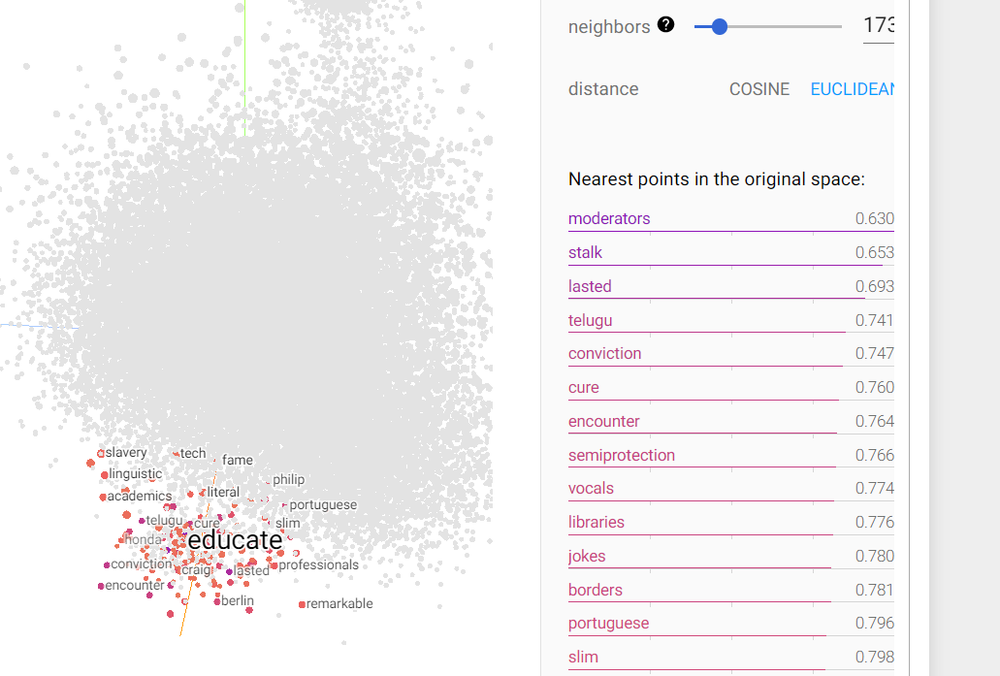 neighbors ? 173
distance COSINE EUCLIDEAN
Nearest points in the original space:
moderators 0.630
stalk 0.653
lasted 0.693
telugu 0.741
conviction 0.747
cure 0.760
encounter 0.764
semiprotection 0.766
vocals 0.774
libraries 0.776
jokes 0.780
borders 0.781
portuguese 0.796
slim 0.798
slavery
tech
fame
linguistic
philip
academics
literal
portuguese
telugu
cure
slim
honda
educate
conviction
craig
lasted
professionals
encounter
berlin
remarkable